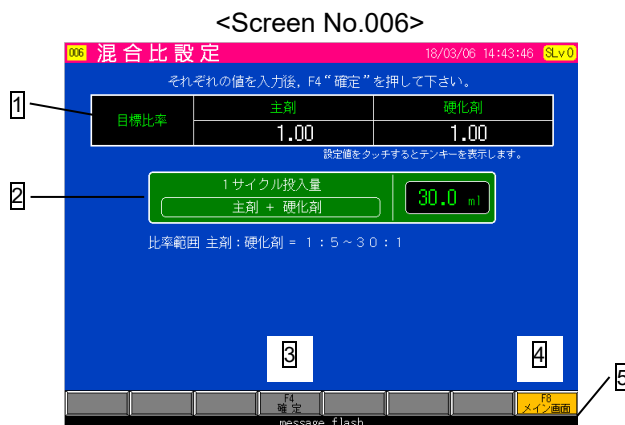 <Screen No.006>
006 混合比設定 18/03/06 14:43:46 SLv0
それぞれの値を入力後, F4“確定”を押して下さい。
1
目標比率 主剤 硬化剤
1.00 1.00
設定値をタッチするとテンキーを表示します。
2
1サイクル投入量
主剤 + 硬化剤
30.0 ml
比率範囲 主剤:硬化剤 = 1:5~30:1
3
4
5
F4
確定
F8
メイン画面
message flash